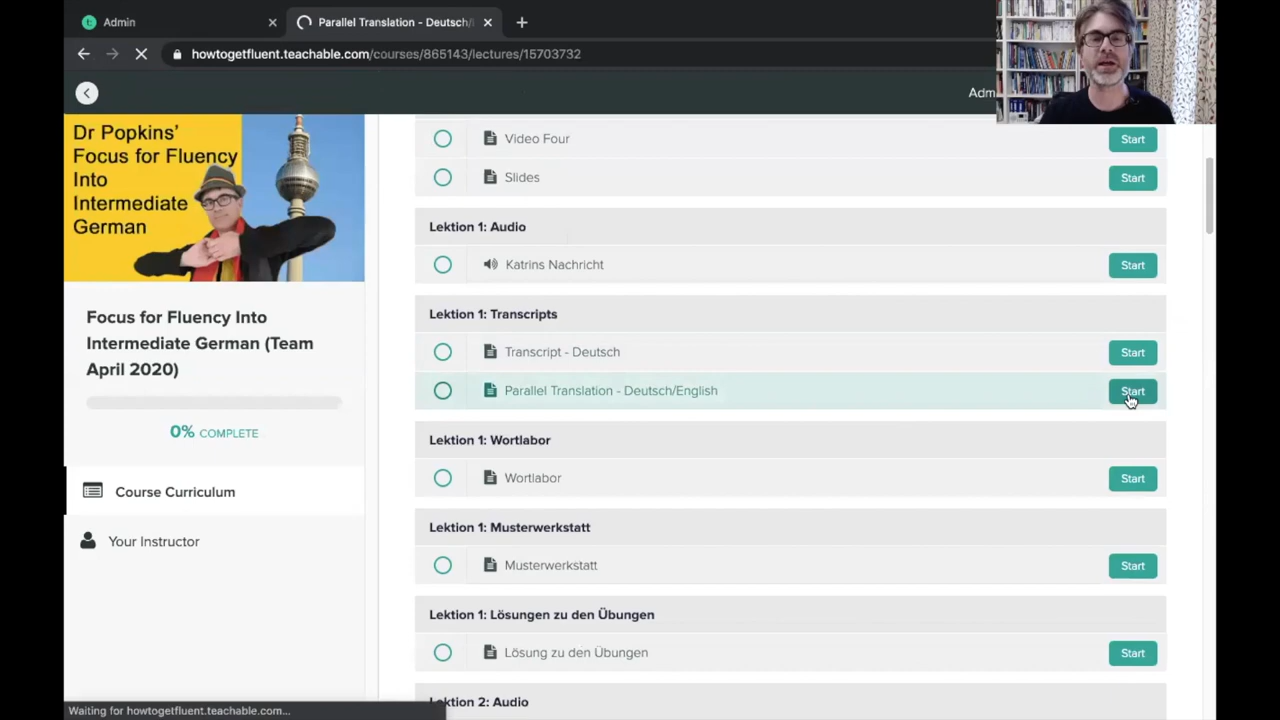 Admin
Parallel Translation - Deutsch/
howtogetfluent.teachable.com/courses/865143/lectures/15703732
Adm
Dr Popkins'
Focus for Fluency
Into
Intermediate
German
Focus for Fluency Into
Intermediate German (Team
April 2020)
0% COMPLETE
Course Curriculum
Your Instructor
Video Four
Start
Slides
Start
Lektion 1: Audio
Katrins Nachricht
Start
Lektion 1: Transcripts
Transcript - Deutsch
Start
Parallel Translation - Deutsch/English
Start
Lektion 1: Wortlabor
Wortlabor
Start
Lektion 1: Musterwerkstatt
Musterwerkstatt
Start
Lektion 1: Lösungen zu den Übungen
Lösung zu den Übungen
Start
Lektion 2: Audio
Waiting for howtogetfluent.teachable.com...